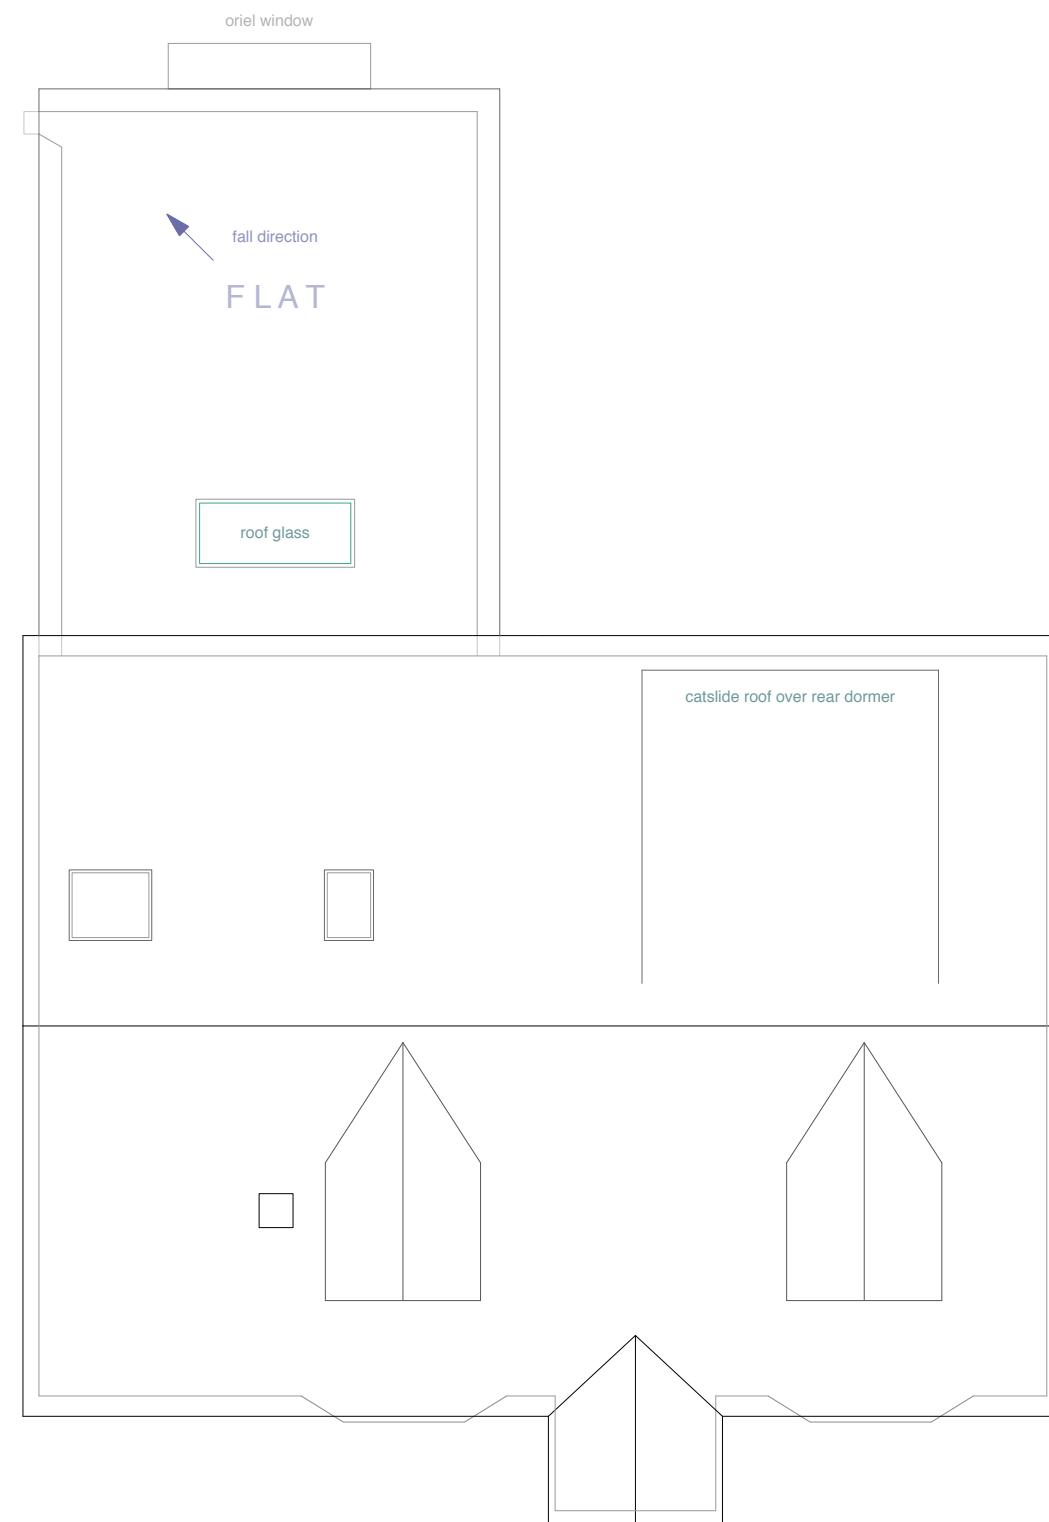 oriel window
fall direction
FLAT
roof glass
catslide roof over rear dormer